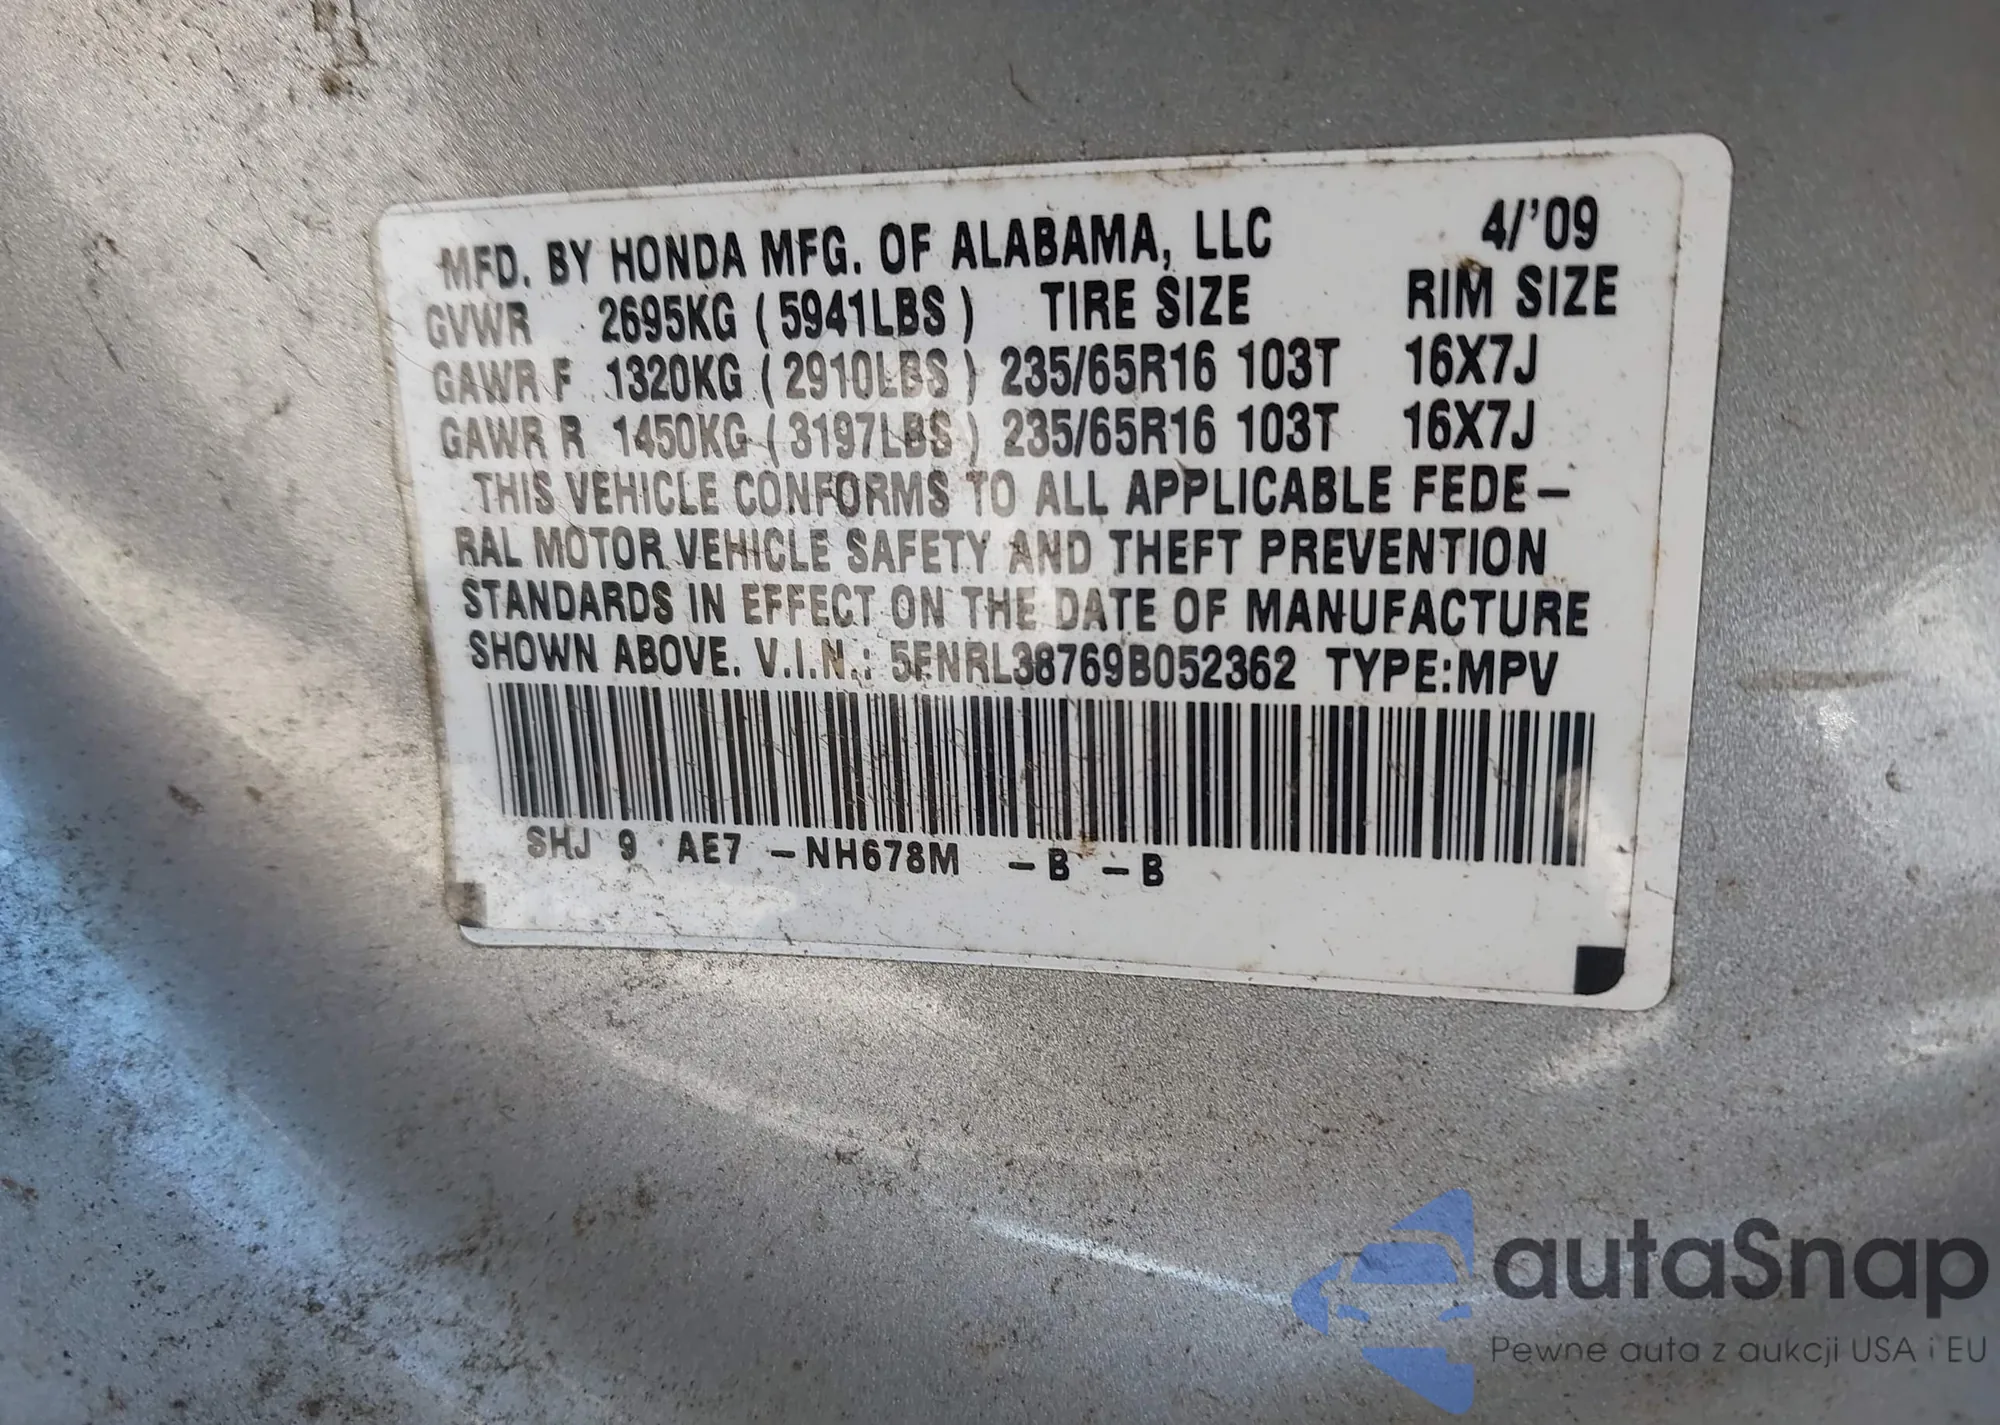 MFD. BY HONDA MFG. OF ALABAMA, LLC 4/'09
GVWR 2695KG ( 5941LBS ) TIRE SIZE RIM SIZE
GAWR F 1320KG ( 2910LBS ) 235/65R16 103T 16X7J
GAWR R 1450KG ( 3197LBS ) 235/65R16 103T 16X7J
THIS VEHICLE CONFORMS TO ALL APPLICABLE FEDE–
RAL MOTOR VEHICLE SAFETY AND THEFT PREVENTION
STANDARDS IN EFFECT ON THE DATE OF MANUFACTURE
SHOWN ABOVE. V.I.N.: 5FNRL38769B052362 TYPE:MPV
SHJ 9 AE7 –NH678M –B –B
autaSnap
Pewne auta z aukcji USA i EU